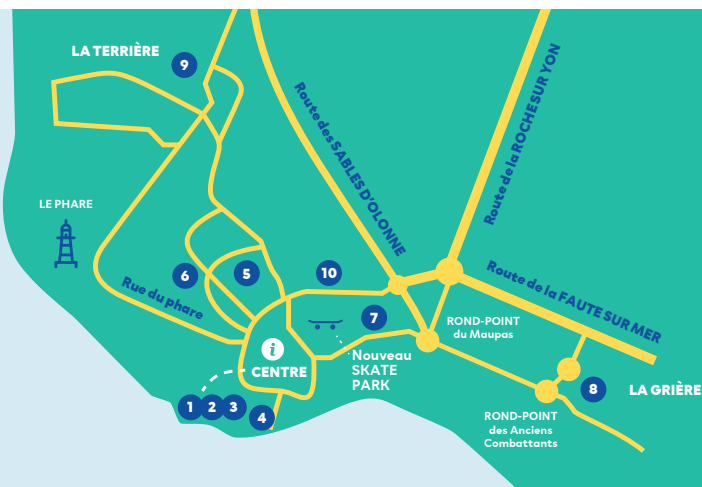 LA TERRIÈRE
9
Route des SABLES D'OLONNE
Route de la ROCHE SUR YON
LE PHARE
6
5
10
Rue du phare
Route de la FAUTE SUR MER
7
ROND-POINT
du Maupas
i
CENTRE
Nouveau
SKATE
PARK
1
2
3
4
8
LA GRIÈRE
ROND-POINT
des Anciens
Combattants